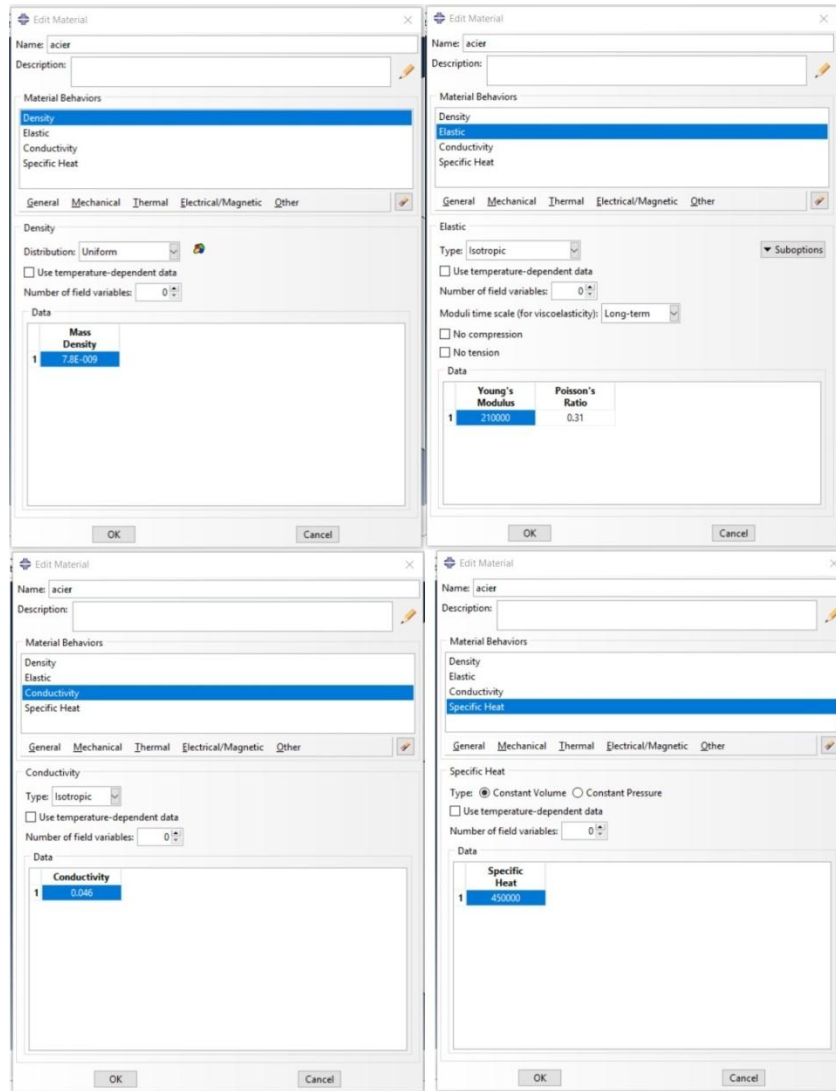 Edit Material
Name: acier
Description:
Material Behaviors
Density
Elastic
Conductivity
Specific Heat
General Mechanical Thermal Electrical/Magnetic Other
Density
Distribution: Uniform
Use temperature-dependent data
Number of field variables: 0
Data
Mass
Density
1 7.8E-009
OK Cancel
Edit Material
Name: acier
Description:
Material Behaviors
Density
Elastic
Conductivity
Specific Heat
General Mechanical Thermal Electrical/Magnetic Other
Elastic
Type: Isotropic Suboptions
Use temperature-dependent data
Number of field variables: 0
Moduli time scale (for viscoelasticity): Long-term
No compression
No tension
Data
Young's Poisson's
Modulus Ratio
1 210000 0.31
OK Cancel
Edit Material
Name: acier
Description:
Material Behaviors
Density
Elastic
Conductivity
Specific Heat
General Mechanical Thermal Electrical/Magnetic Other
Conductivity
Type: Isotropic
Use temperature-dependent data
Number of field variables: 0
Data
Conductivity
1 0.046
OK Cancel
Edit Material
Name: acier
Description:
Material Behaviors
Density
Elastic
Conductivity
Specific Heat
General Mechanical Thermal Electrical/Magnetic Other
Specific Heat
Type: Constant Volume Constant Pressure
Use temperature-dependent data
Number of field variables: 0
Data
Specific
Heat
1 450000
OK Cancel